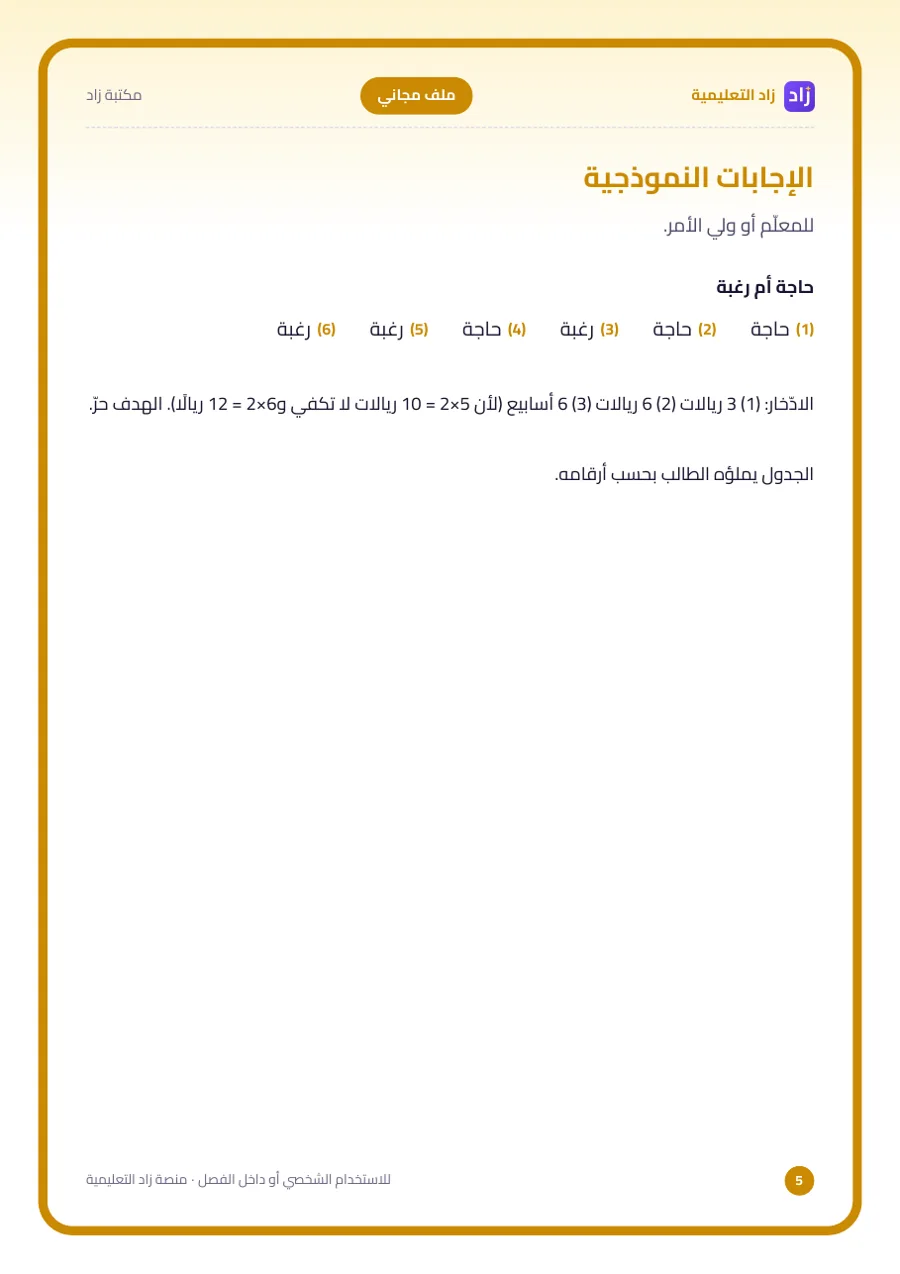 زاد زاد التعليمية
ملف مجاني
مكتبة زاد
الإجابات النموذجية
للمعلّم أو ولي الأمر.
حاجة أم رغبة
(1) حاجة (2) حاجة (3) رغبة (4) حاجة (5) رغبة (6) رغبة
الادّخار: (1) 3 ريالات (2) 6 ريالات (3) 6 أسابيع (لأن 5×2 = 10 ريالات لا تكفي و6×2 = 12 ريالًا). الهدف حرّ.
الجدول يملؤه الطالب بحسب أرقامه.
5
للاستخدام الشخصي أو داخل الفصل · منصة زاد التعليمية